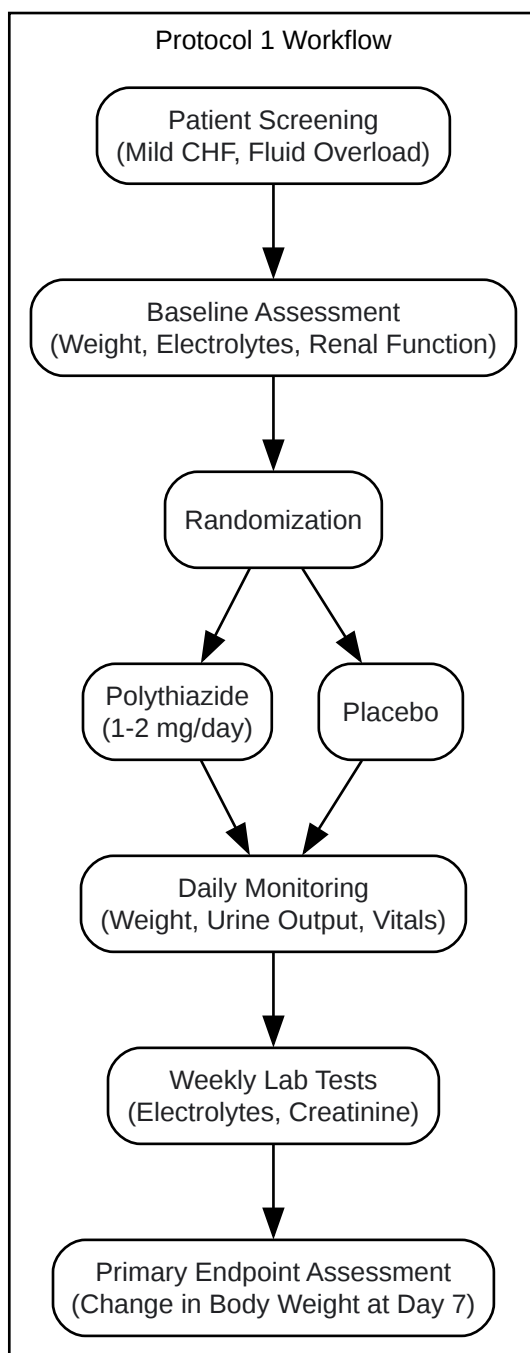 Protocol 1 Workflow
Patient Screening
(Mild CHF, Fluid Overload)
Baseline Assessment
(Weight, Electrolytes, Renal Function)
Randomization
Polythiazide
(1-2 mg/day)
Placebo
Daily Monitoring
(Weight, Urine Output, Vitals)
Weekly Lab Tests
(Electrolytes, Creatinine)
Primary Endpoint Assessment
(Change in Body Weight at Day 7)